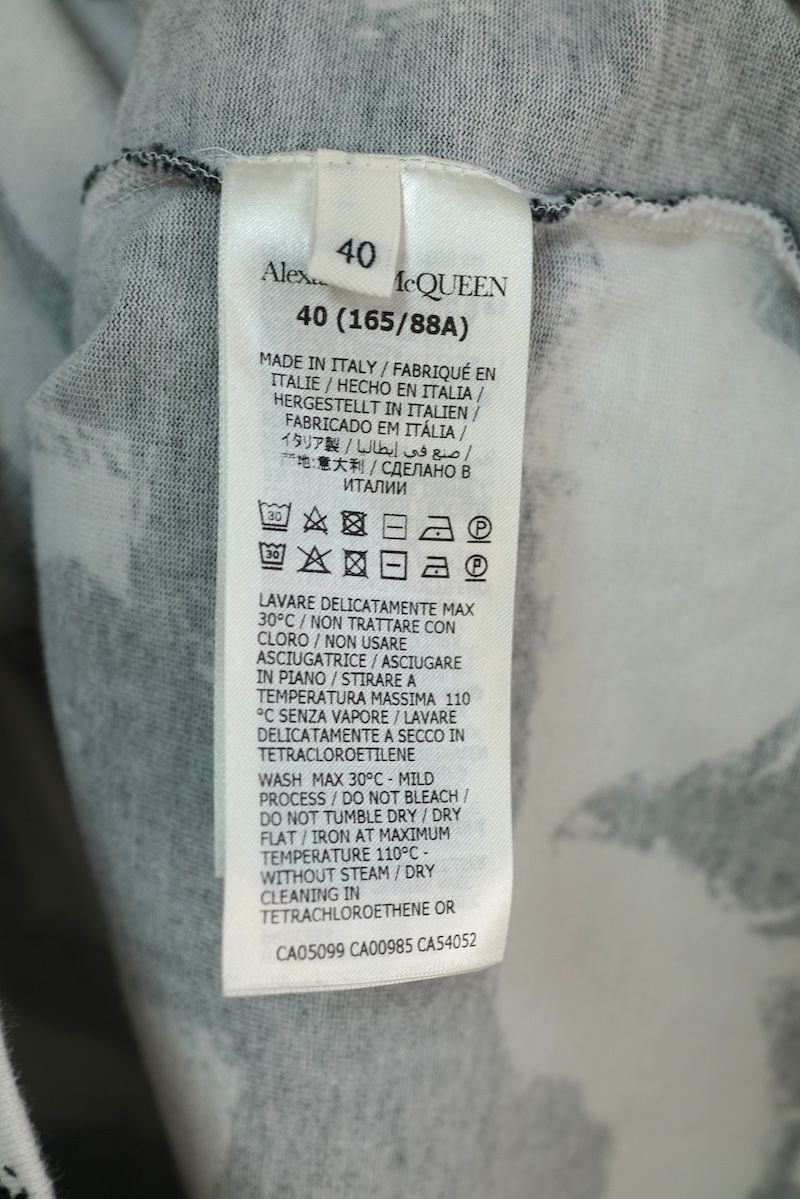 40
McQUEEN
40 (165/88A)
MADE IN ITALY / FABRIQUÉ EN
ITALIE / HECHO EN ITALIA /
HERGESTELLT IN ITALIEN /
FABRICADO EM ITÁLIA /
イタリア製 / صنع في إيطاليا /
地:意大利 / СДЕЛАНО В
ИТАЛИИ
30 P
30 P
LAVARE DELICATAMENTE MAX
30°C / NON TRATTARE CON
CLORO / NON USARE
ASCIUGATRICE / ASCIUGARE
IN PIANO / STIRARE A
TEMPERATURA MASSIMA 110
°C SENZA VAPORE / LAVARE
DELICATAMENTE A SECCO IN
TETRACLOROETILENE
WASH MAX 30°C - MILD
PROCESS / DO NOT BLEACH /
DO NOT TUMBLE DRY / DRY
FLAT / IRON AT MAXIMUM
TEMPERATURE 110°C -
WITHOUT STEAM / DRY
CLEANING IN
TETRACHLOROETHENE OR
CA05099 CA00985 CA54052